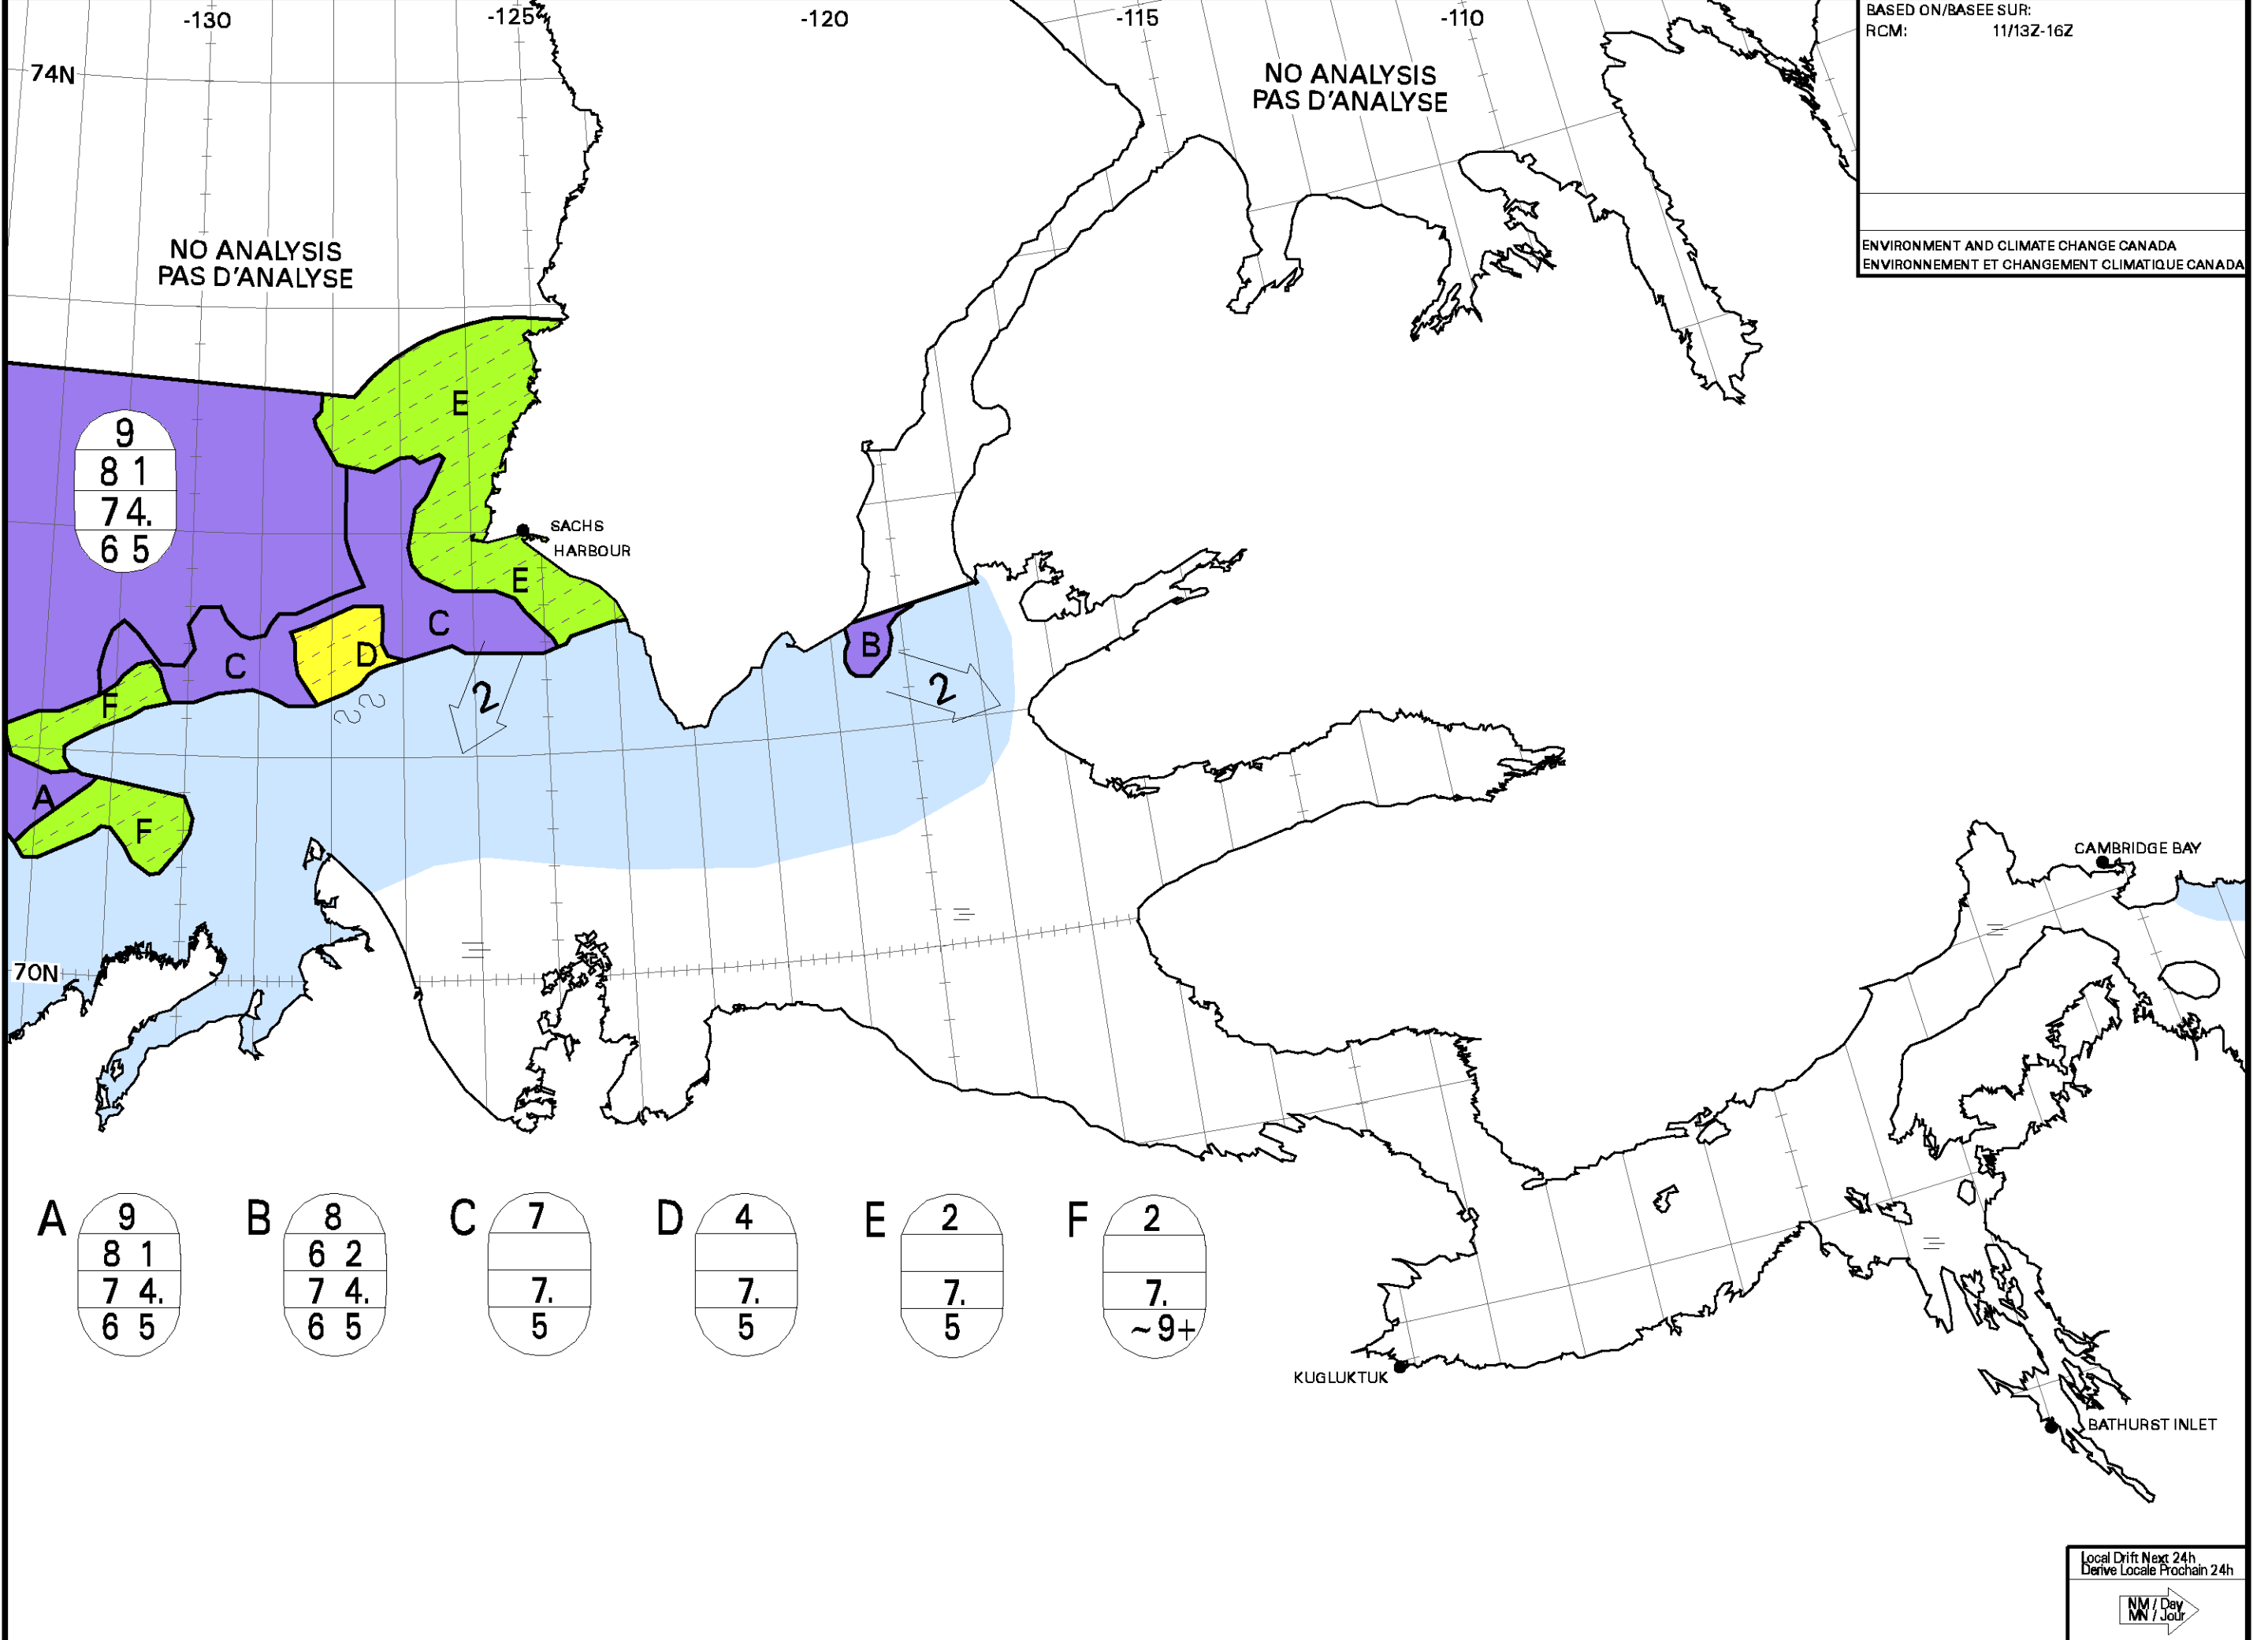 -130
-125
-120
-115
-110
BASED ON/BASEE SUR:
RCM: 11/13Z-16Z
74N
NO ANALYSIS
PAS D'ANALYSE
NO ANALYSIS
PAS D'ANALYSE
ENVIRONMENT AND CLIMATE CHANGE CANADA
ENVIRONNEMENT ET CHANGEMENT CLIMATIQUE CANADA
E
9
8 1
7 4.
6 5
SACHS
HARBOUR
E
C
B
D
C
2
2
F
A
F
CAMBRIDGE BAY
70N
A
9
8 1
7 4.
6 5
B
8
6 2
7 4.
6 5
C
7
7.
5
D
4
7.
5
E
2
7.
5
F
2
7.
~9+
KUGLUKTUK
BATHURST INLET
Local Drift Next 24h
Derive Locale Prochain 24h
NM / Day
MN / Jour